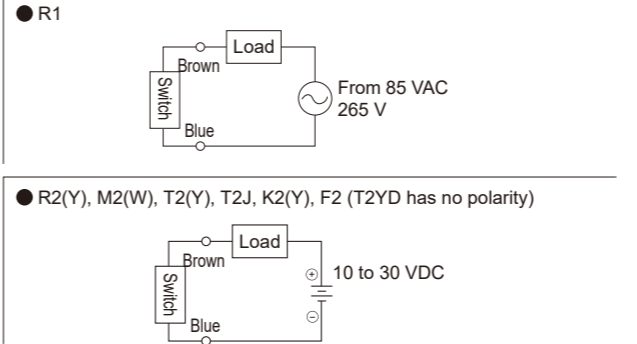 ● R1
Load
Brown
Switch
From 85 VAC
265 V
Blue
● R2(Y), M2(W), T2(Y), T2J, K2(Y), F2 (T2YD has no polarity)
Load
Brown
+
10 to 30 VDC
Switch
−
Blue